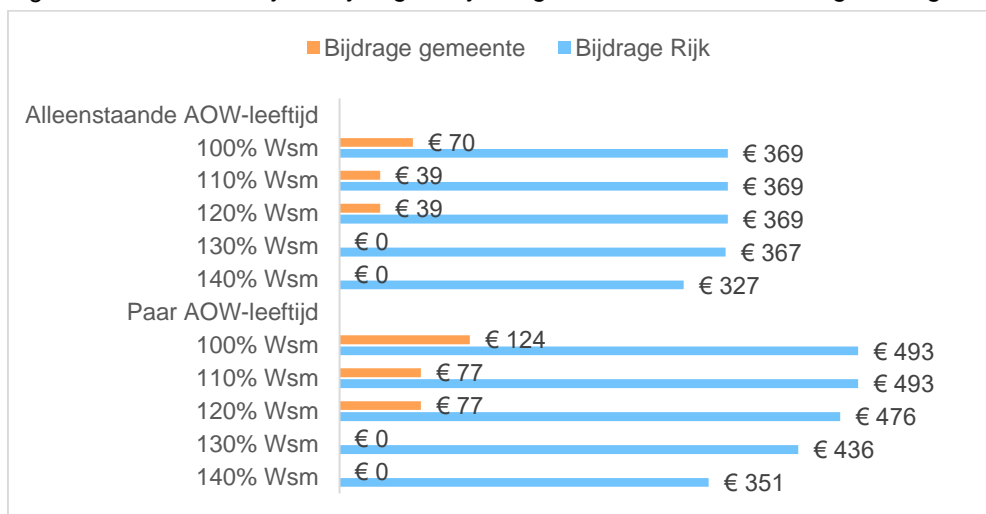 Bijdrage gemeente Bijdrage Rijk
Alleenstaande AOW-leeftijd
100% Wsm € 70 € 369
110% Wsm € 39 € 369
120% Wsm € 39 € 369
130% Wsm € 0 € 367
140% Wsm € 0 € 327
Paar AOW-leeftijd
100% Wsm € 124 € 493
110% Wsm € 77 € 493
120% Wsm € 77 € 476
130% Wsm € 0 € 436
140% Wsm € 0 € 351